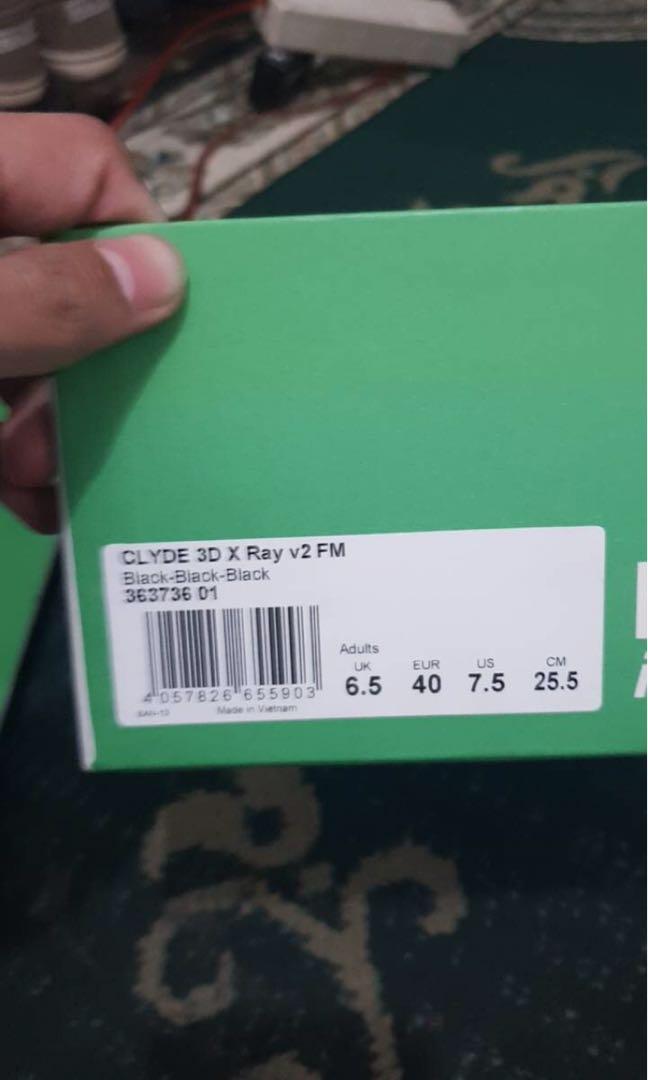 CLYDE 3D X Ray v2 FM
Black-Black-Black
363736 01
4 057826 655903
Made in Vietnam
Adults
UK EUR US CM
6.5 40 7.5 25.5